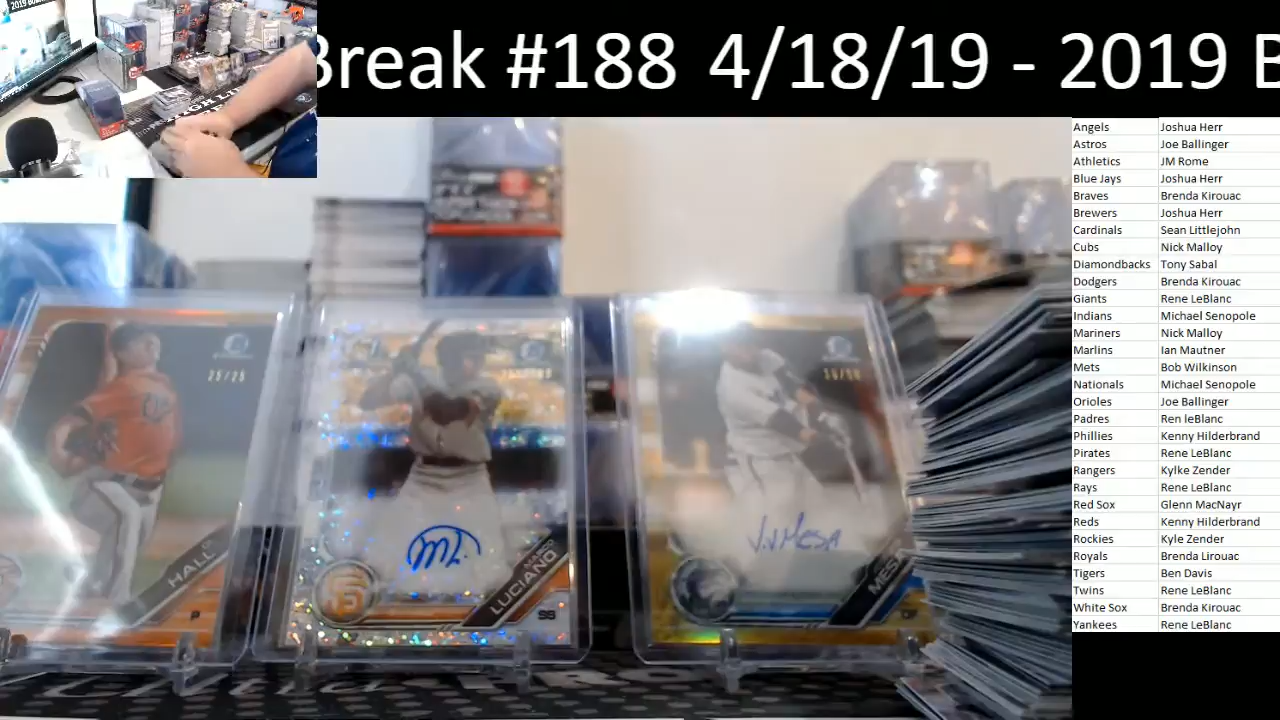 Break #188 4/18/19 - 2019 B
Angels Joshua Herr
Astros Joe Ballinger
Athletics JM Rome
Blue Jays Joshua Herr
Braves Brenda Kirouac
Brewers Joshua Herr
Cardinals Sean Littlejohn
Cubs Nick Malloy
Diamondbacks Tony Sabal
Dodgers Brenda Kirouac
Giants Rene LeBlanc
Indians Michael Senopole
Mariners Nick Malloy
Marlins Ian Mautner
Mets Bob Wilkinson
Nationals Michael Senopole
Orioles Joe Ballinger
Padres Ren leBlanc
Phillies Kenny Hilderbrand
Pirates Rene LeBlanc
Rangers Kylke Zender
Rays Rene LeBlanc
Red Sox Glenn MacNayr
Reds Kenny Hilderbrand
Rockies Kyle Zender
Royals Brenda Lirouac
Tigers Ben Davis
Twins Rene LeBlanc
White Sox Brenda Kirouac
Yankees Rene LeBlanc
25/25
HALL
P
MARCO
LUCIANO
SS
SF
V.V MESA
MESA
OF